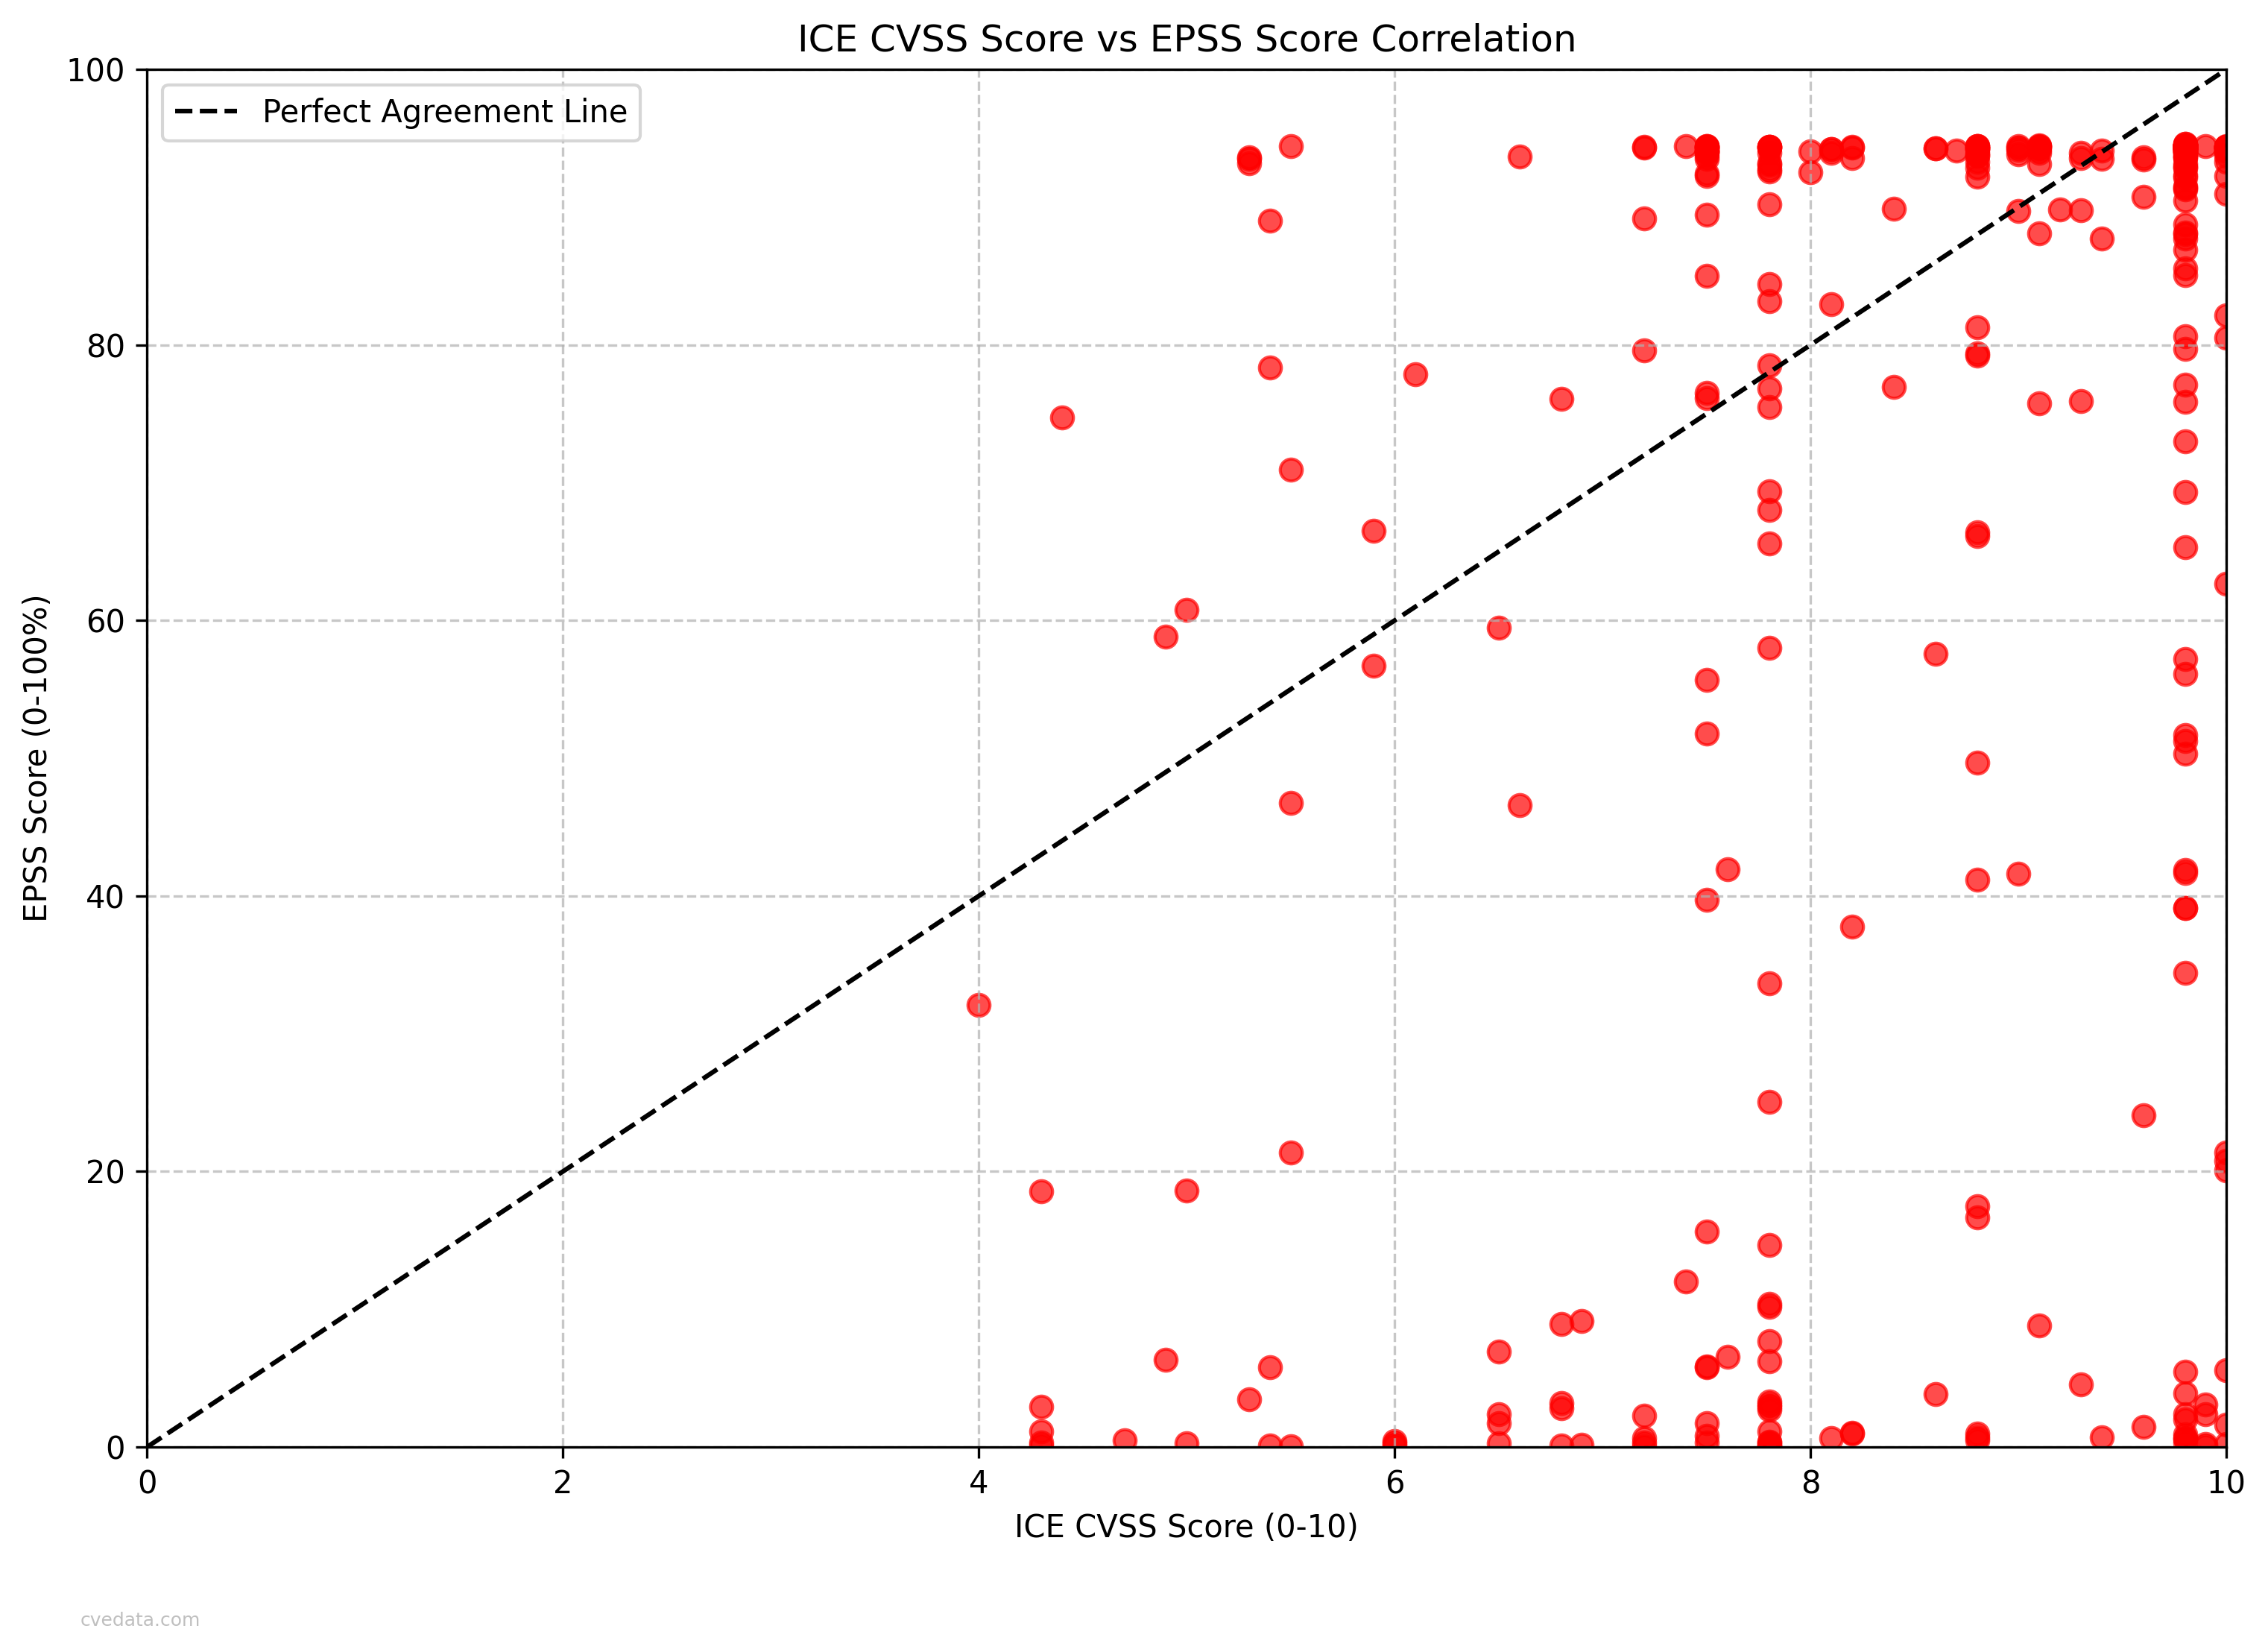 ICE CVSS Score vs EPSS Score Correlation
Perfect Agreement Line
EPSS Score (0-100%)
100
80
60
40
20
0
0 2 4 6 8 10
ICE CVSS Score (0-10)
cvedata.com